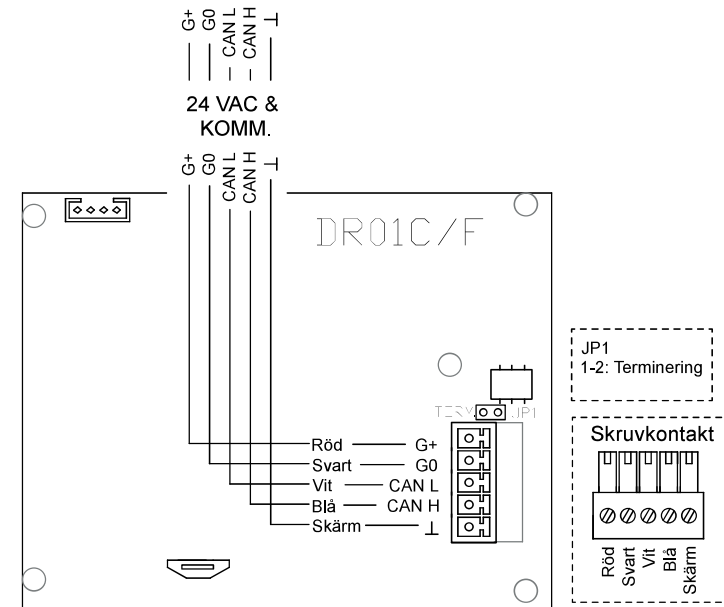 G+
G0
CAN L
CAN H
⊥
24 VAC &
KOMM.
G+
G0
CAN L
CAN H
⊥
DR01C/F
JP1
1-2: Terminering
TERM JP1
Röd G+
Svart G0
Vit CAN L
Blå CAN H
Skärm ⊥
Skruvkontakt
Röd
Svart
Vit
Blå
Skärm